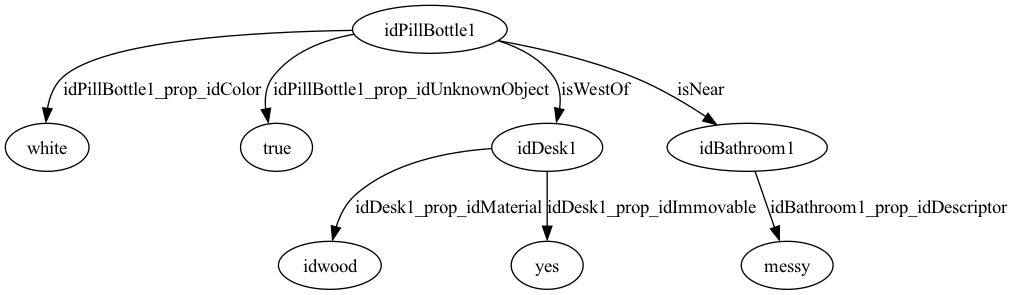 idPillBottle1
idPillBottle1_prop_idColor
idPillBottle1_prop_idUnknownObject
isWestOf
isNear
white
true
idDesk1
idBathroom1
idDesk1_prop_idMaterial
idDesk1_prop_idImmovable
idBathroom1_prop_idDescriptor
idwood
yes
messy